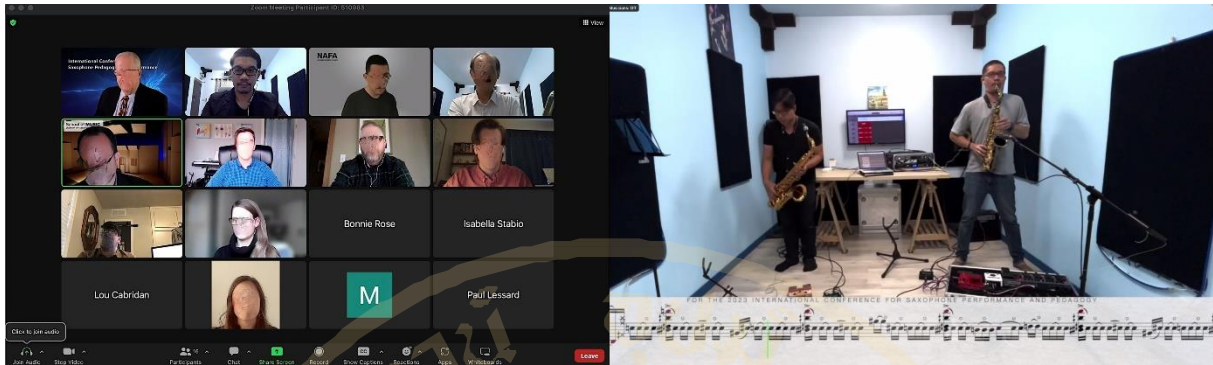 Zoom Meeting Participant ID: 510083
View
International Conference
Saxophone Pedagogy
NAFA
Bonnie Rose
Isabella Stabio
Lou Cabridan
M
Paul Lessard
Click to join audio
Join Audio
Stop Video
Participants
Chat
Share Screen
Record
Show Captions
Reactions
Apps
Whiteboards
Leave
FOR THE 2023 INTERNATIONAL CONFERENCE FOR SAXOPHONE PERFORMANCE AND PEDAGOGY